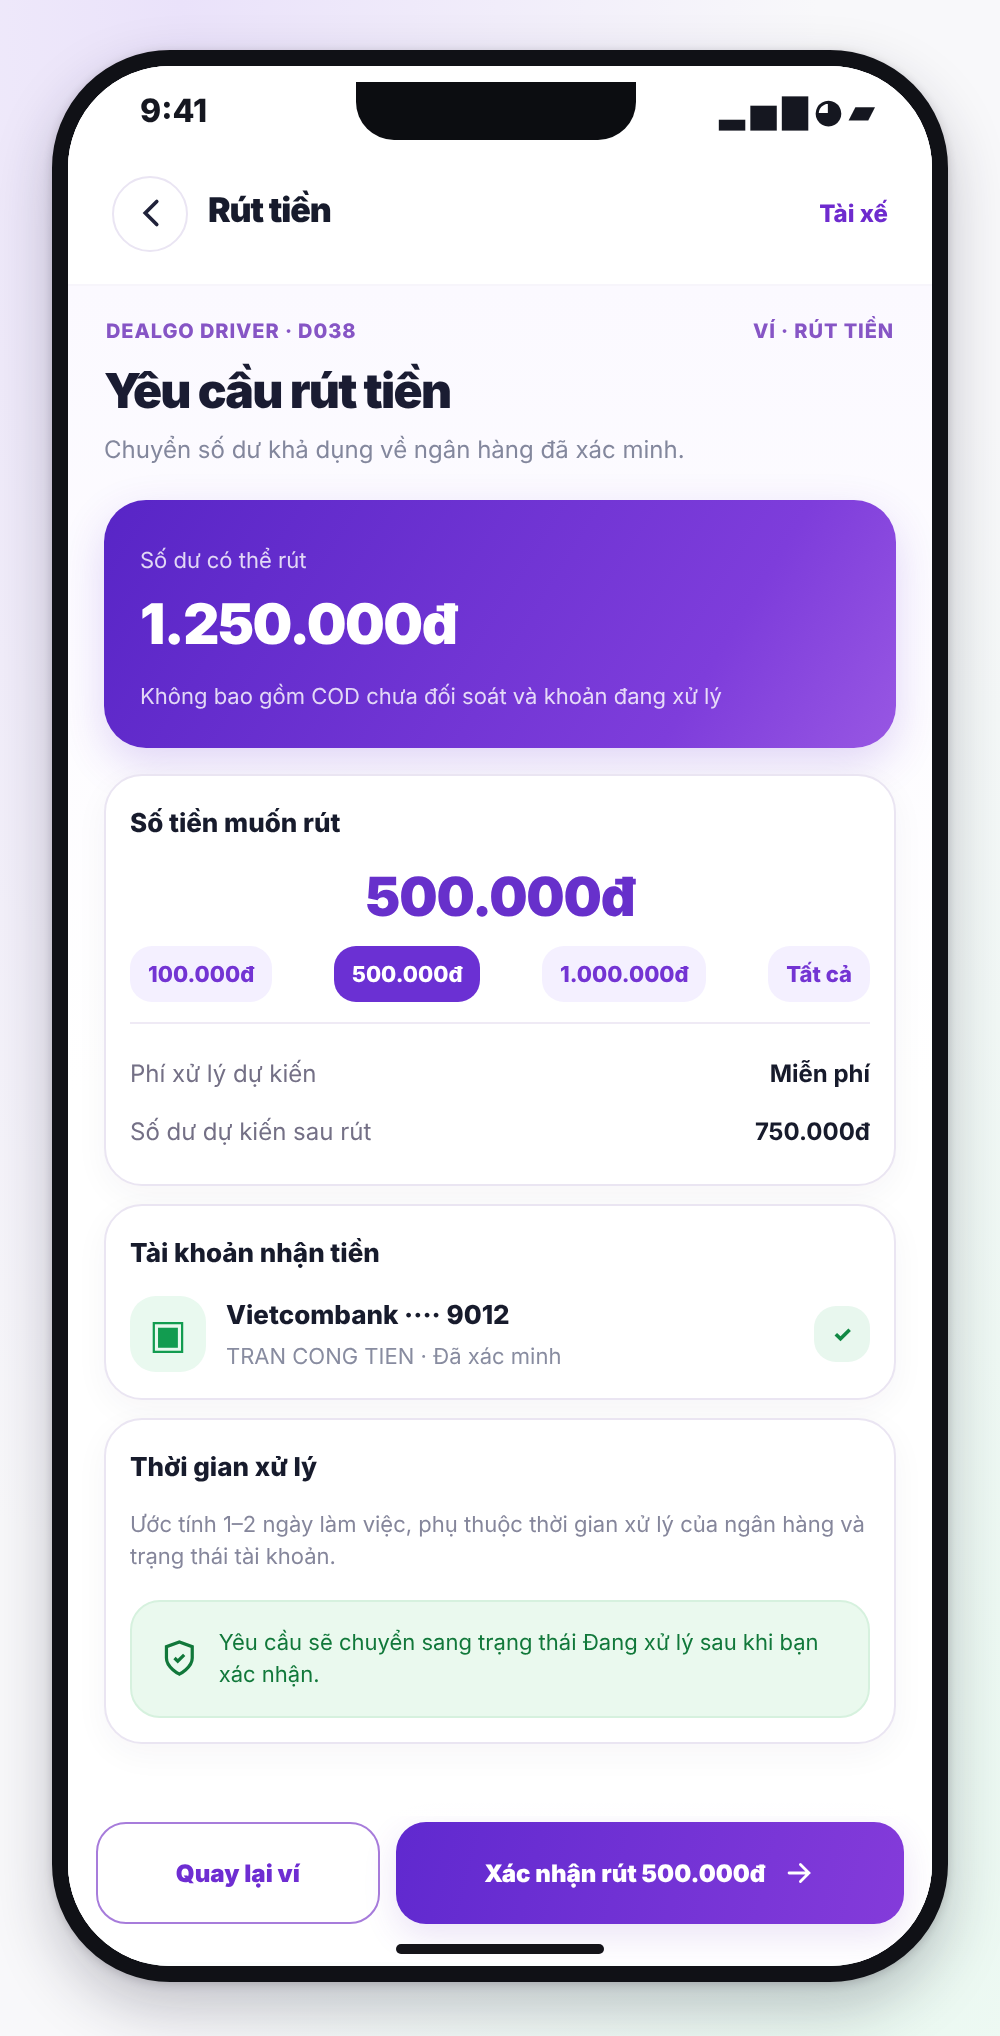 9:41
Rút tiền
Tài xế
DEALGO DRIVER · D038
VÍ · RÚT TIỀN
Yêu cầu rút tiền
Chuyển số dư khả dụng về ngân hàng đã xác minh.
Số dư có thể rút
1.250.000đ
Không bao gồm COD chưa đối soát và khoản đang xử lý
Số tiền muốn rút
500.000đ
100.000đ
500.000đ
1.000.000đ
Tất cả
Phí xử lý dự kiến
Miễn phí
Số dư dự kiến sau rút
750.000đ
Tài khoản nhận tiền
Vietcombank ···· 9012
TRAN CONG TIEN · Đã xác minh
Thời gian xử lý
Ước tính 1–2 ngày làm việc, phụ thuộc thời gian xử lý của ngân hàng và
trạng thái tài khoản.
Yêu cầu sẽ chuyển sang trạng thái Đang xử lý sau khi bạn
xác nhận.
Quay lại ví
Xác nhận rút 500.000đ →